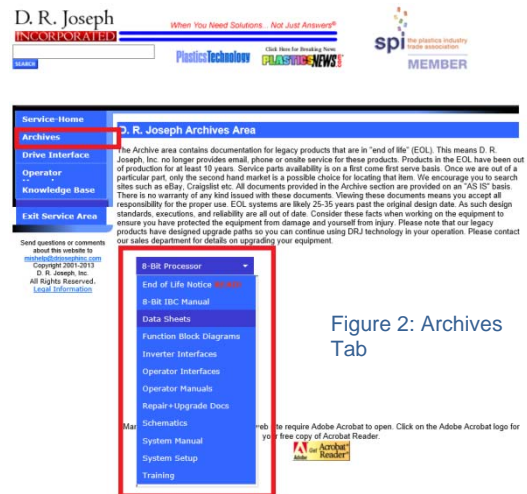 D. R. Joseph
INCORPORATED
When You Need Solutions... Not Just Answers®
SEARCH
PlasticsTechnology
Click Here for Breaking News
PLASTICSNEWS
spi the plastics industry trade association
MEMBER
Service-Home
Archives
Drive Interface
Operator
Knowledge Base
Exit Service Area
Send questions or comments
about this website to
mishelp@drjosephinc.com
Copyright 2001-2013
D. R. Joseph, Inc.
All Rights Reserved.
Legal Information
D. R. Joseph Archives Area
The Archive area contains documentation for legacy products that are in "end of life" (EOL). This means D. R.
Joseph, Inc. no longer provides email, phone or onsite service for these products. Products in the EOL have been out
of production for at least 10 years. Service parts availability is on a first come first serve basis. Once we are out of a
particular part, only the second hand market is a possible choice for locating that item. We encourage you to search
sites such as eBay, Craigslist etc. All documents provided in the Archive section are provided on an "AS IS" basis.
There is no warranty of any kind issued with these documents. Viewing these documents means you accept all
responsibility for the proper use. EOL systems are likely 25-35 years past the original design date. As such design
standards, executions, and reliability are all out of date. Consider these facts when working on the equipment to
ensure you have protected the equipment from damage and yourself from injury. Please note that our legacy
products have designed upgrade paths so you can continue using DRJ technology in your operation. Please contact
our sales department for details on upgrading your equipment.
8-Bit Processor
End of Life Notice
8-Bit IBC Manual
Data Sheets
Function Block Diagrams
Inverter Interfaces
Operator Interfaces
Operator Manuals
Repair+Upgrade Docs
Schematics
System Manual
System Setup
Training
Figure 2: Archives
Tab
require Adobe Acrobat to open. Click on the Adobe Acrobat logo for
free copy of Acrobat Reader.
Adobe Get Acrobat Reader